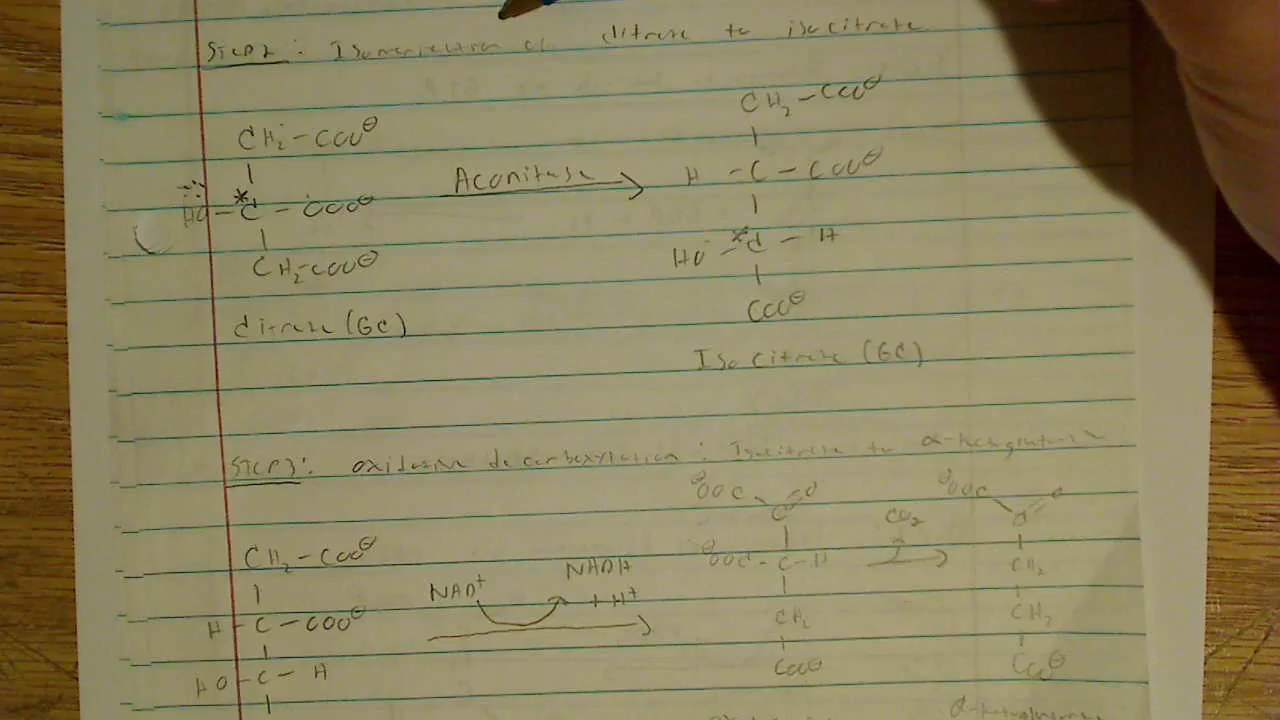 STEP 2: Isomerization of citrate to isocitrate
CH₂-COO⊖
CH₂-COO⊖
Aconitase
HO-*C-COO⊖
H-C-COO⊖
CH₂-COO⊖
HO-*C-H
COO⊖
citrate (6C)
Isocitrate (6C)
STEP 3: oxidative decarboxylation: Isocitrate to α-ketoglutarate
⊖OOC C=O
CO₂
⊖OOC C=O
CH₂-COO⊖
NAD⁺
NADH
+ H⁺
⊖OOC-C-H
CH₂
H-C-COO⊖
CH₂
CH₂
HO-C-H
COO⊖
COO⊖
α-ketoglutarate